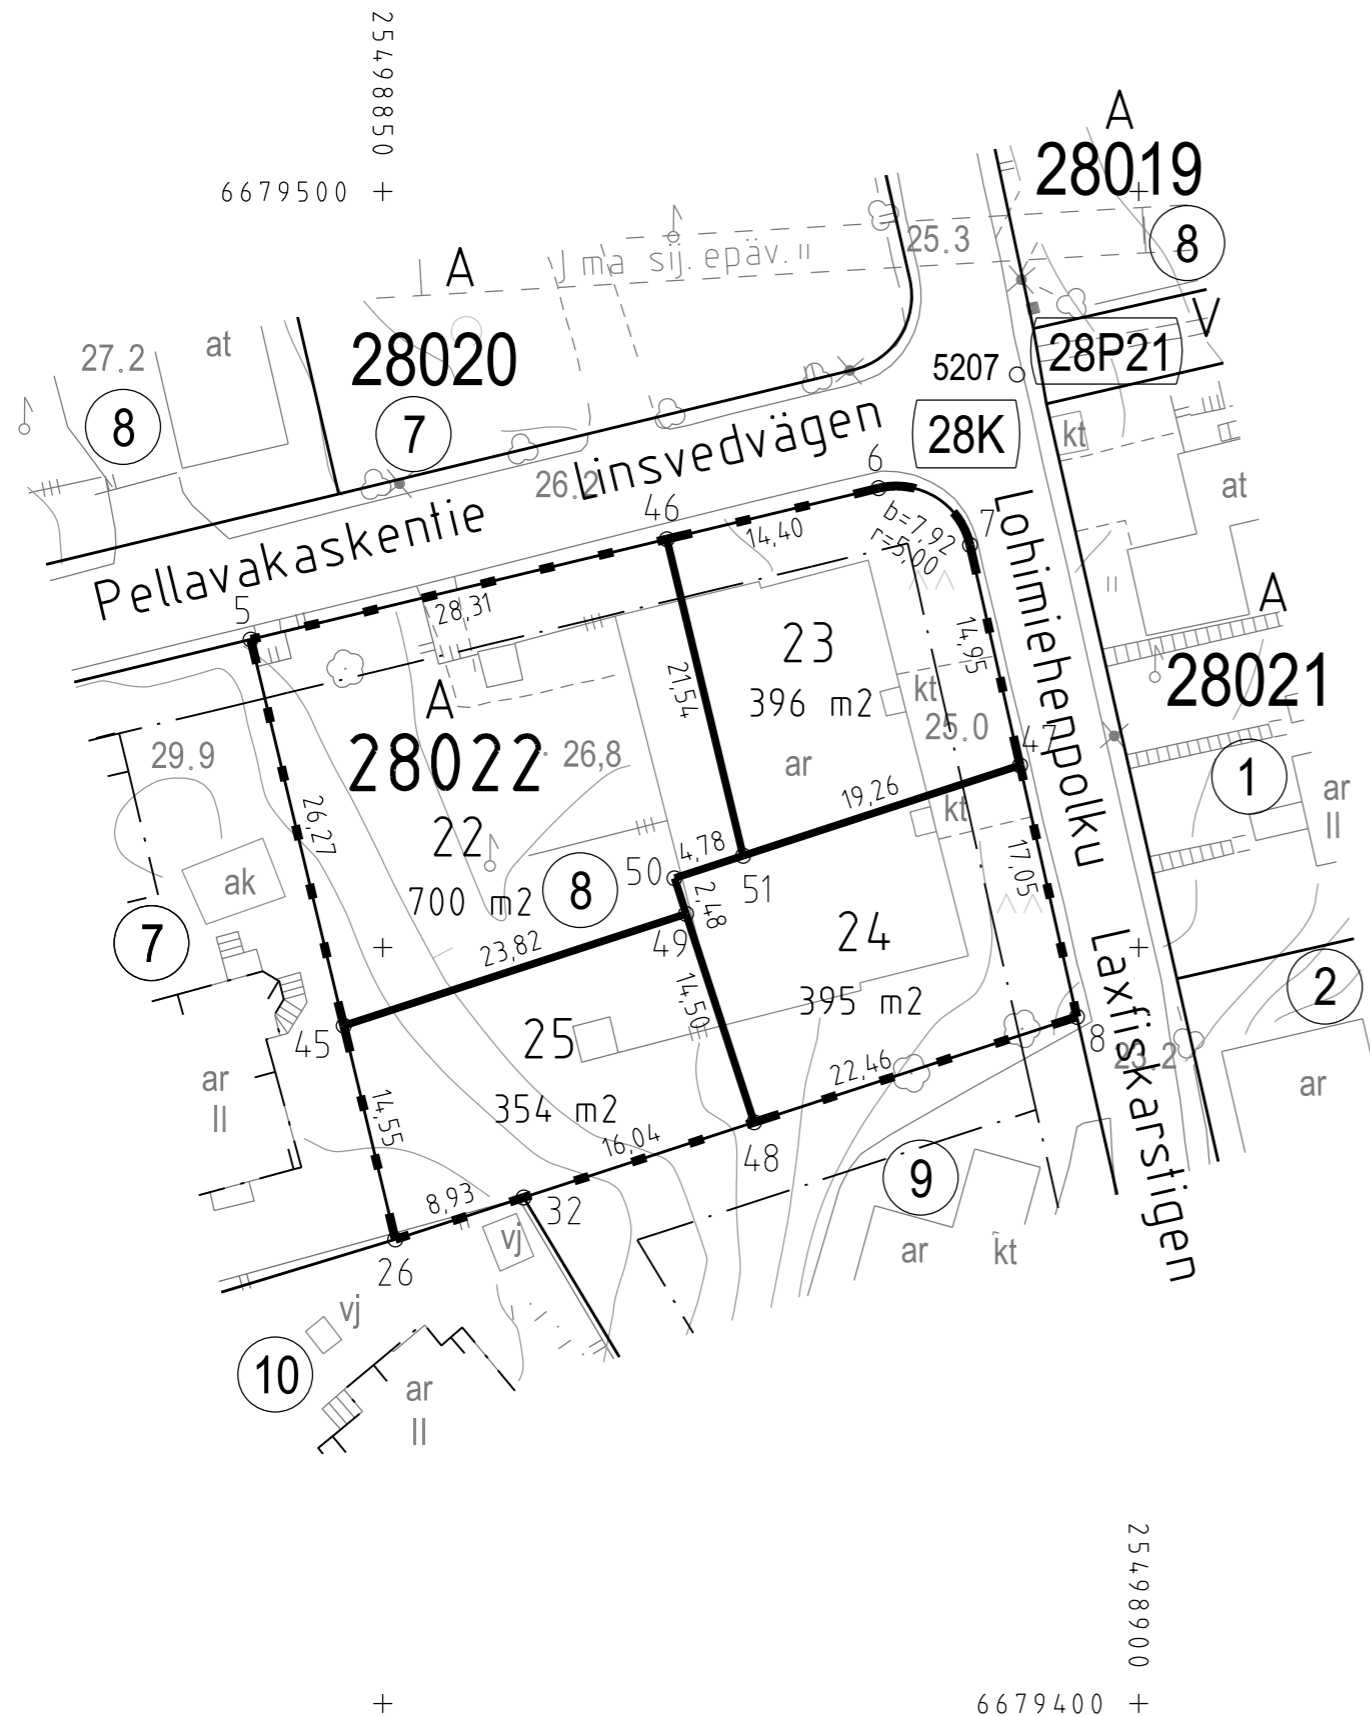 25498850
6679500
A
28019
8
25.3
J ma sij. epäv. II
A
28020
7
27.2
at
8
V
28P21
5207
28K
kt
at
Linsvedvägen
Pellavakaskentie
26.2
46
6
7
14,40
b=7,92
r=5,00
5
28,31
Lohimiehenpolku
II
A
28021
14,95
23
396 m2
21,54
kt
25.0
47
ar
A
28022
26,8
29.9
22
700 m2
26,27
8
50
4,78
51
19,26
kt
1
ar
II
ak
7
2,48
49
23,82
24
395 m2
17,05
14,50
2
ar
Laxfiskarstigen
8
23.2
45
25
354 m2
22,46
ar
II
14,55
16,04
48
9
8,93
32
26
vj
ar
kt
vj
10
ar
II
25498900
6679400